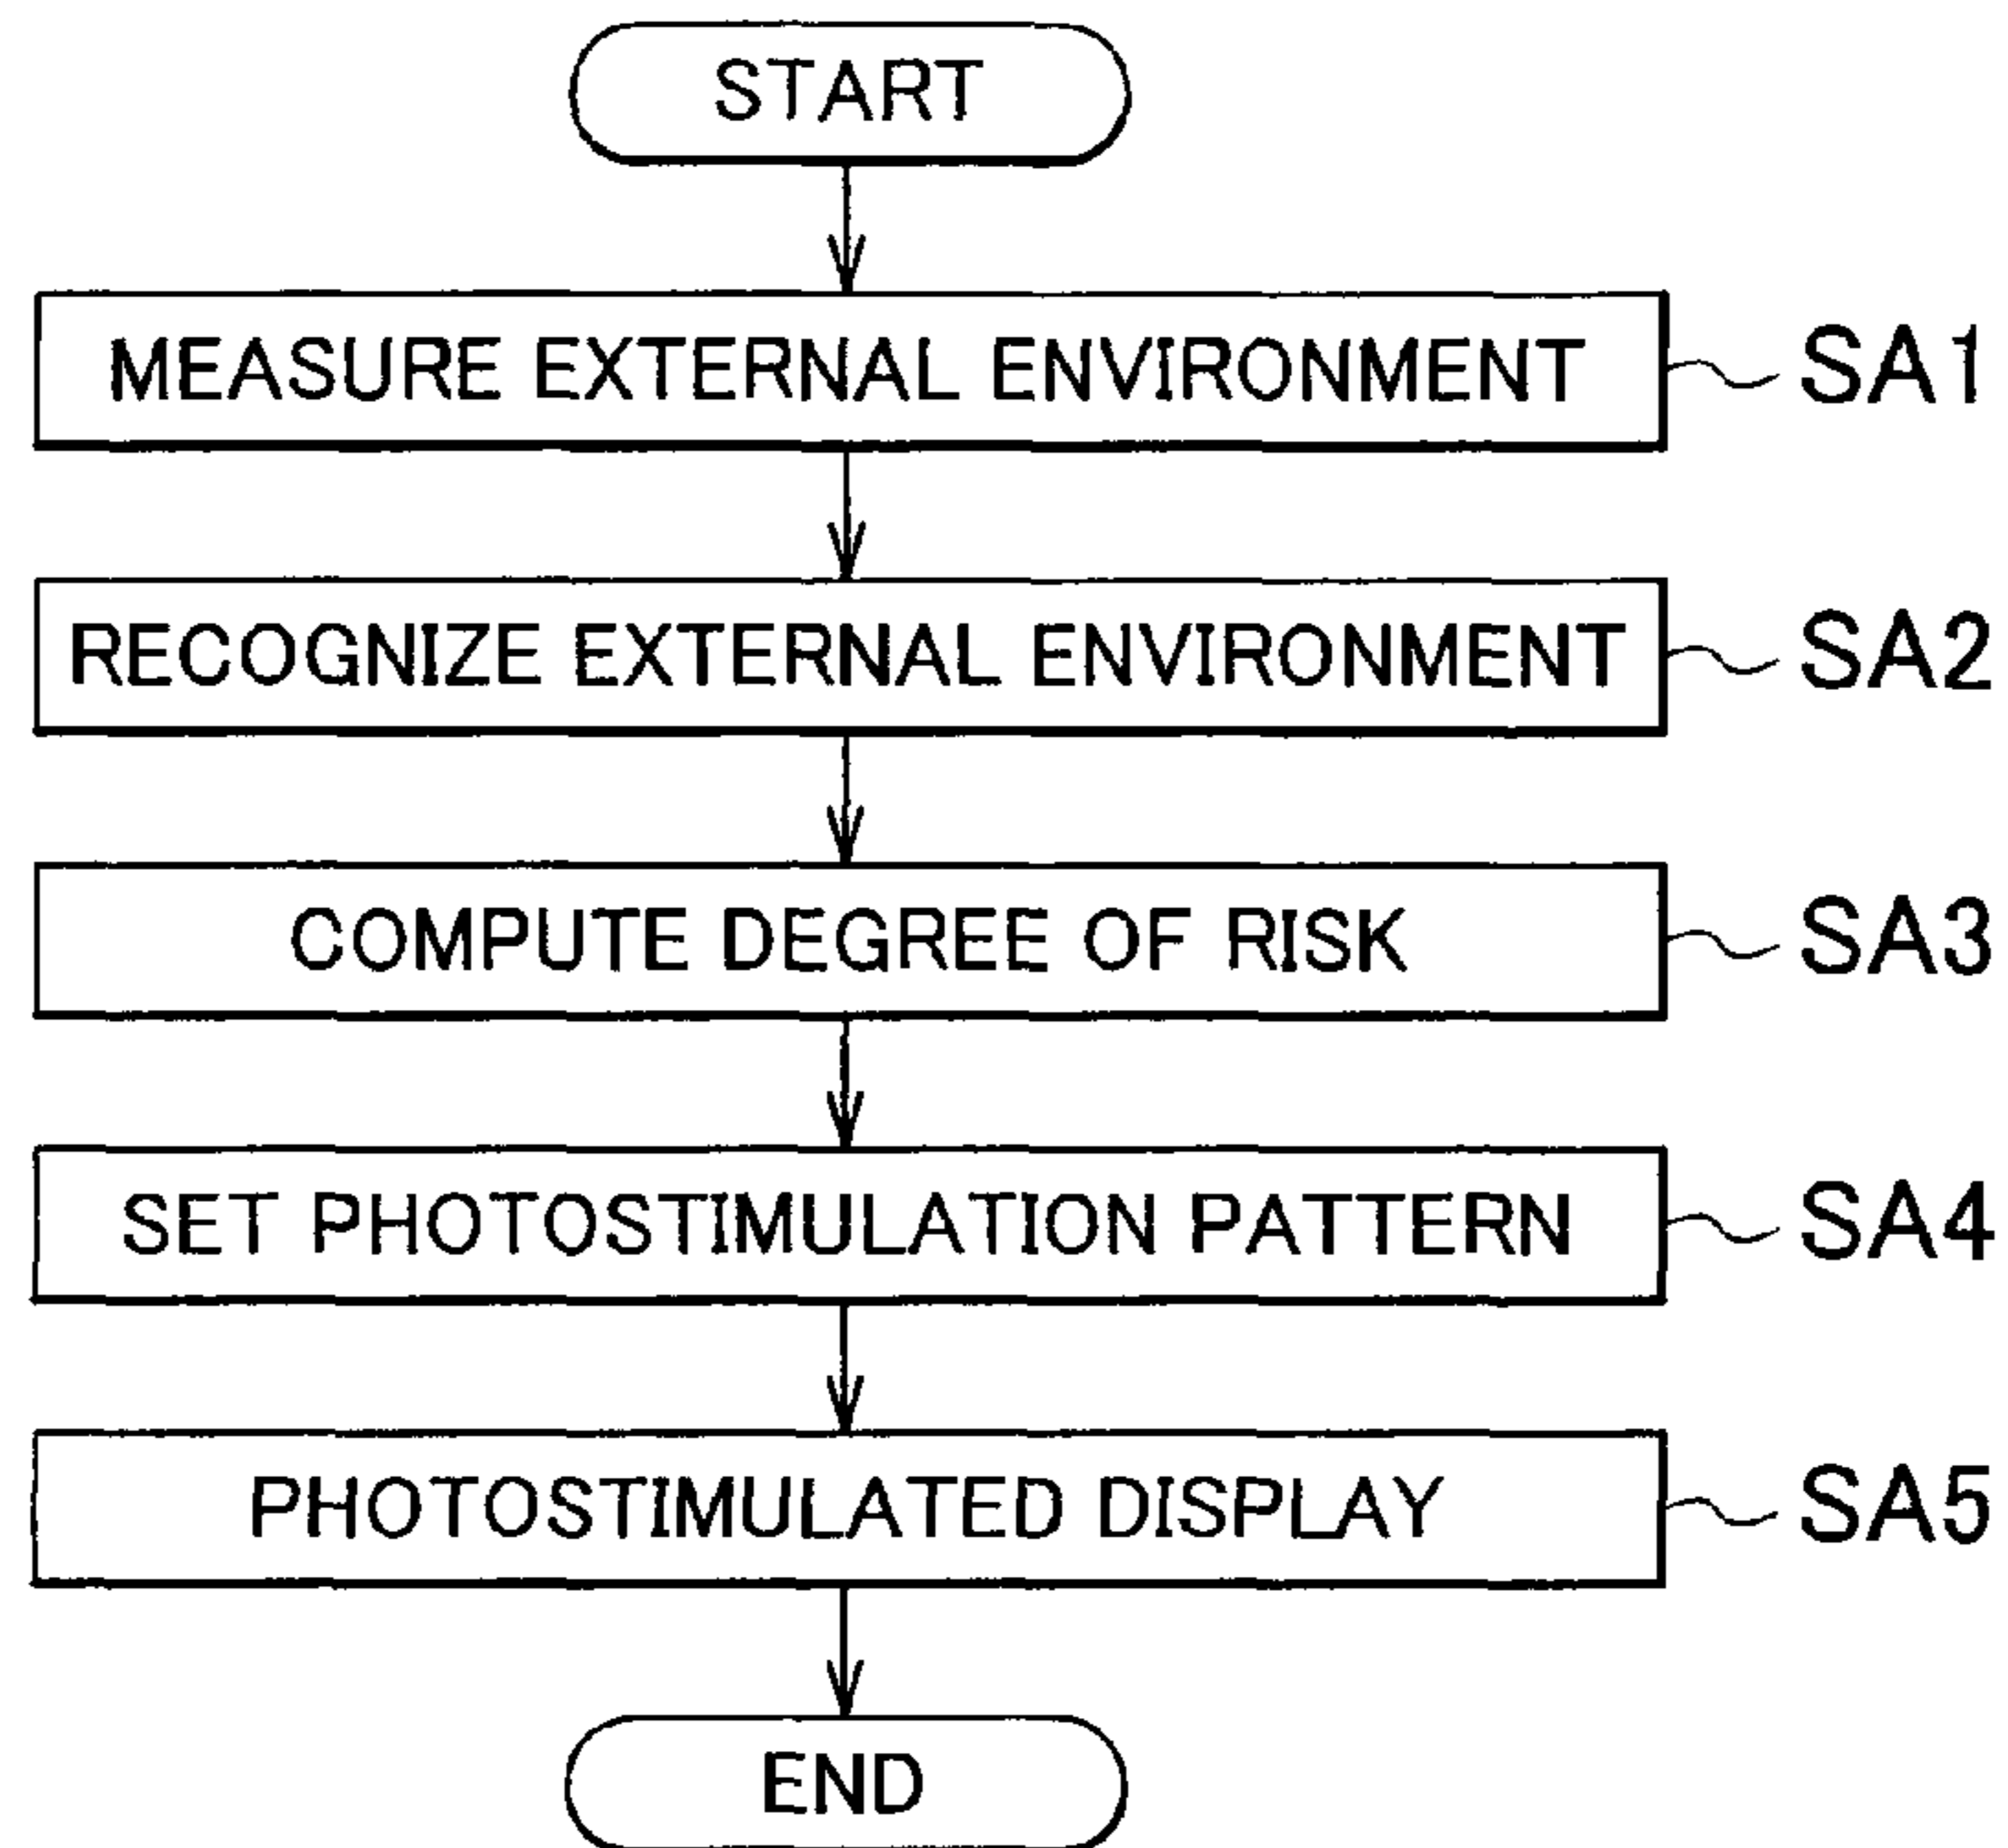 START
MEASURE EXTERNAL ENVIRONMENT SA1
RECOGNIZE EXTERNAL ENVIRONMENT SA2
COMPUTE DEGREE OF RISK SA3
SET PHOTOSTIMULATION PATTERN SA4
PHOTOSTIMULATED DISPLAY SA5
END